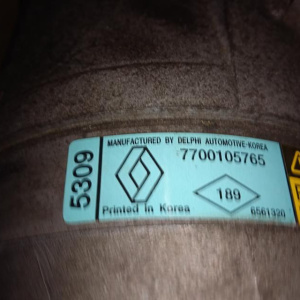 MANUFACTURED BY DELPHI AUTOMOTIVE-KOREA
7700105765
5309
189
Printed in Korea
6561320